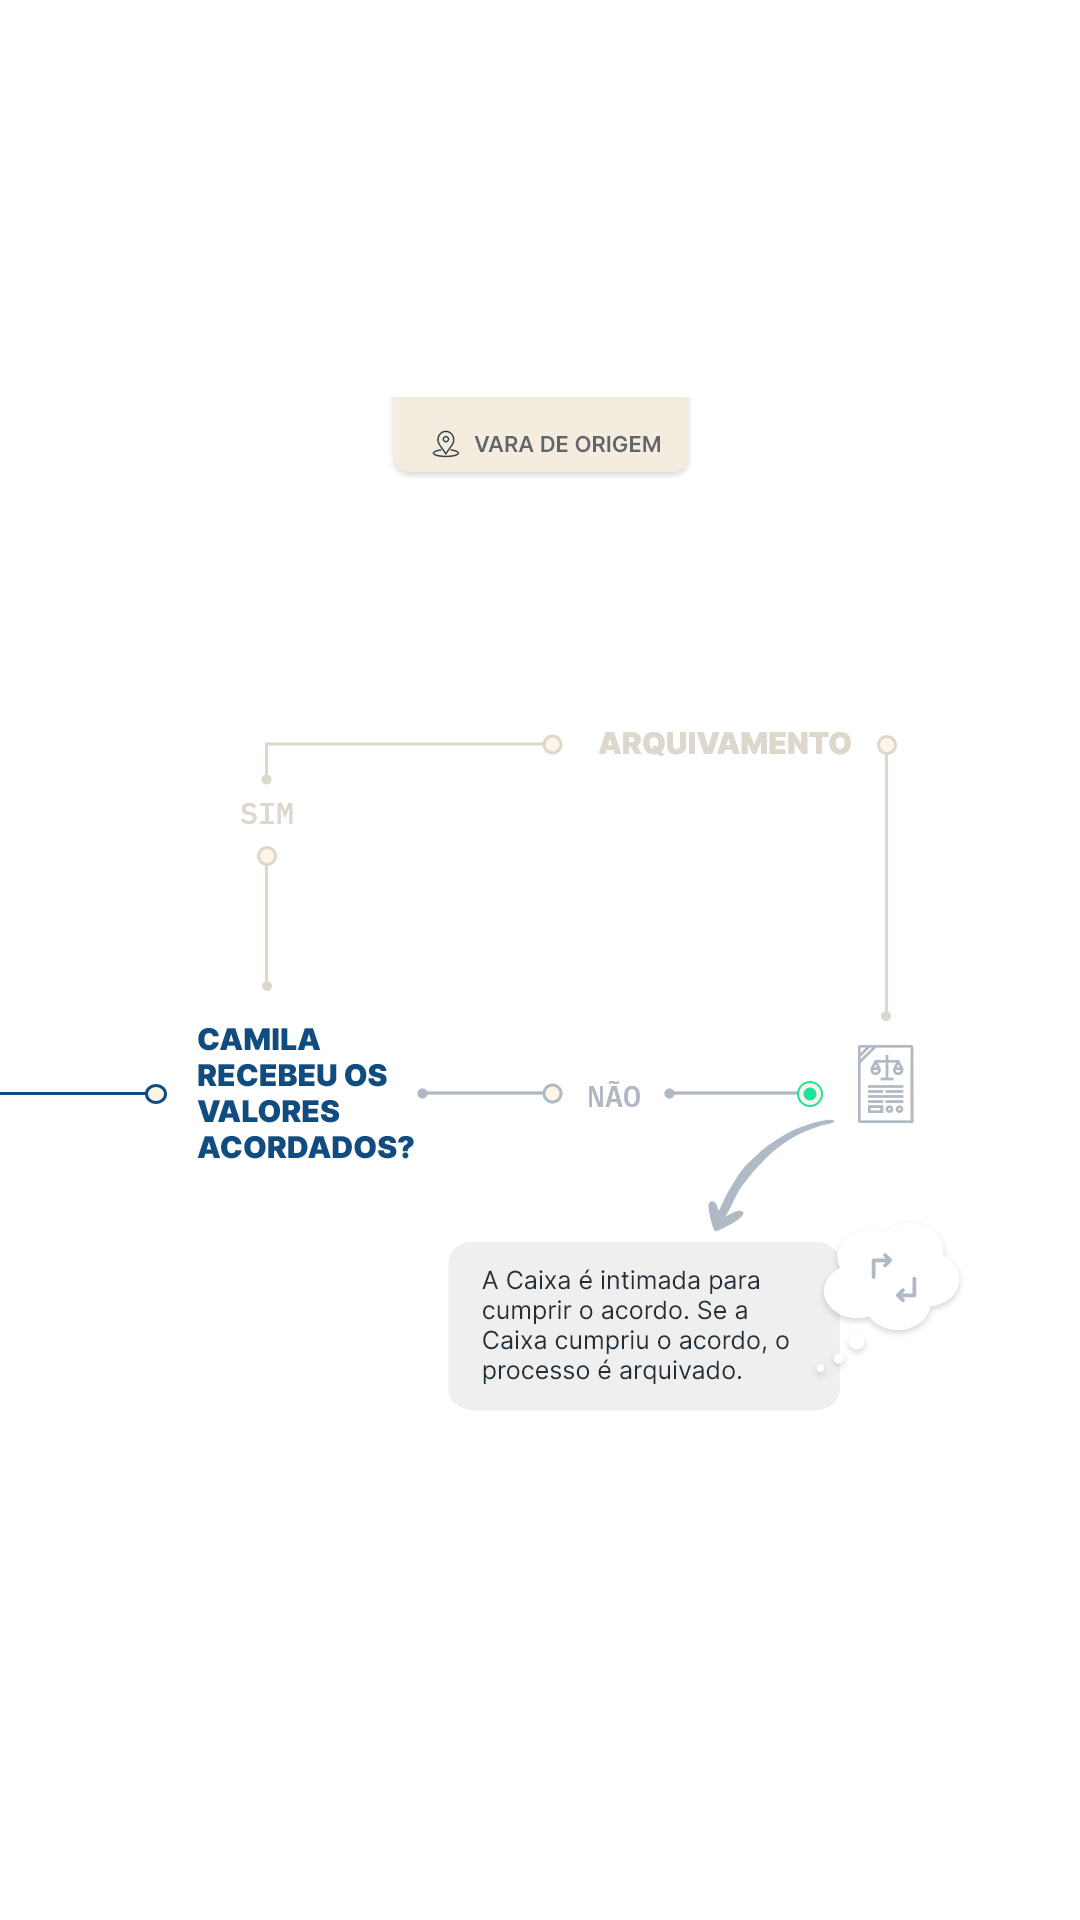 VARA DE ORIGEM
ARQUIVAMENTO
SIM
CAMILA
RECEBEU OS
VALORES
ACORDADOS?
NÃO
A Caixa é intimada para
cumprir o acordo. Se a
Caixa cumpriu o acordo, o
processo é arquivado.